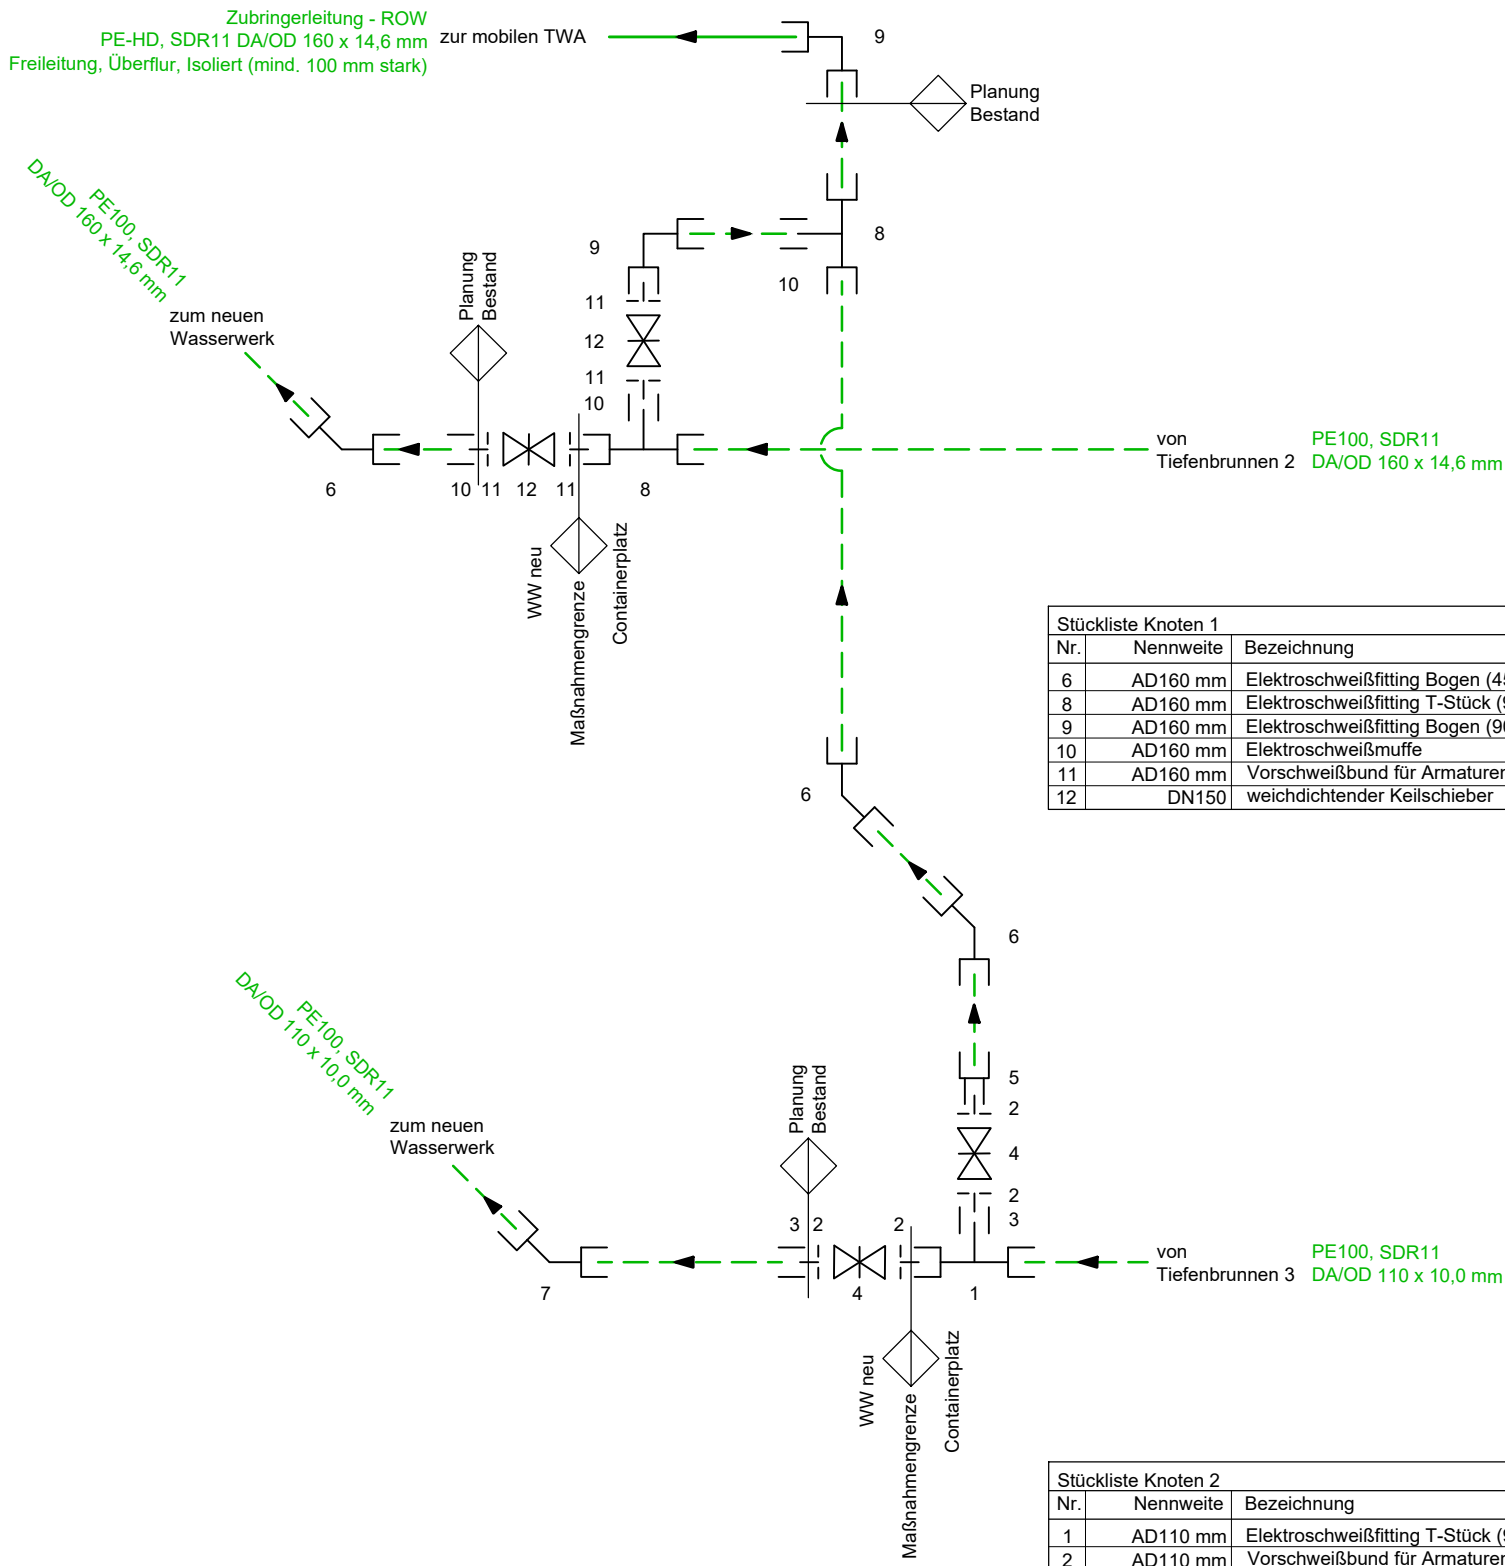 Zubringerleitung - ROW
PE-HD, SDR11 DA/OD 160 x 14,6 mm
Freileitung, Überflur, Isoliert (mind. 100 mm stark)
zur mobilen TWA
9
Planung
Bestand
PE100, SDR11
DA/OD 160 x 14,6 mm
zum neuen
Wasserwerk
Planung
Bestand
9
8
10
11
12
11
10
6
10
11
12
11
8
von
Tiefenbrunnen 2
PE100, SDR11
DA/OD 160 x 14,6 mm
WW neu
Maßnahmengrenze
Containerplatz
Stückliste Knoten 1
Nr. Nennweite Bezeichnung
6 AD160 mm Elektroschweißfitting Bogen (45
8 AD160 mm Elektroschweißfitting T-Stück (9
9 AD160 mm Elektroschweißfitting Bogen (90
10 AD160 mm Elektroschweißmuffe
11 AD160 mm Vorschweißbund für Armaturen
12 DN150 weichdichtender Keilschieber
6
6
PE100, SDR11
DA/OD 110 x 10,0 mm
zum neuen
Wasserwerk
Planung
Bestand
5
2
4
2
3
3
2
2
7
4
1
von
Tiefenbrunnen 3
PE100, SDR11
DA/OD 110 x 10,0 mm
WW neu
Maßnahmengrenze
Containerplatz
Stückliste Knoten 2
Nr. Nennweite Bezeichnung
1 AD110 mm Elektroschweißfitting T-Stück (9
2 AD110 mm Vorschweißbund für Armaturen